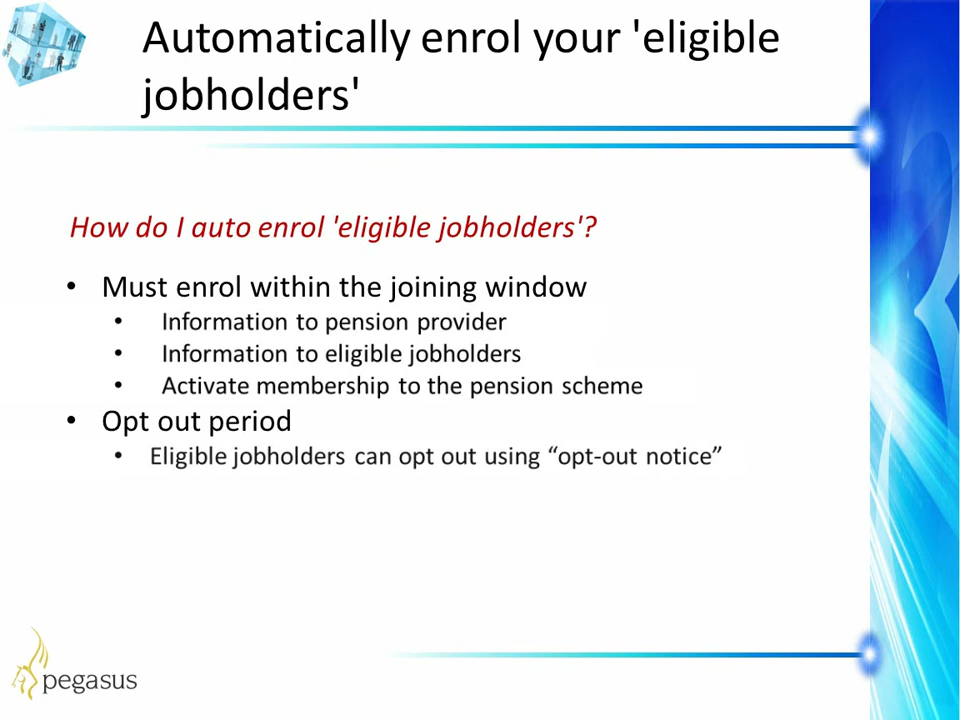 Automatically enrol your 'eligible
jobholders'
How do I auto enrol 'eligible jobholders'?
• Must enrol within the joining window
• Information to pension provider
• Information to eligible jobholders
• Activate membership to the pension scheme
• Opt out period
• Eligible jobholders can opt out using “opt-out notice”
pegasus